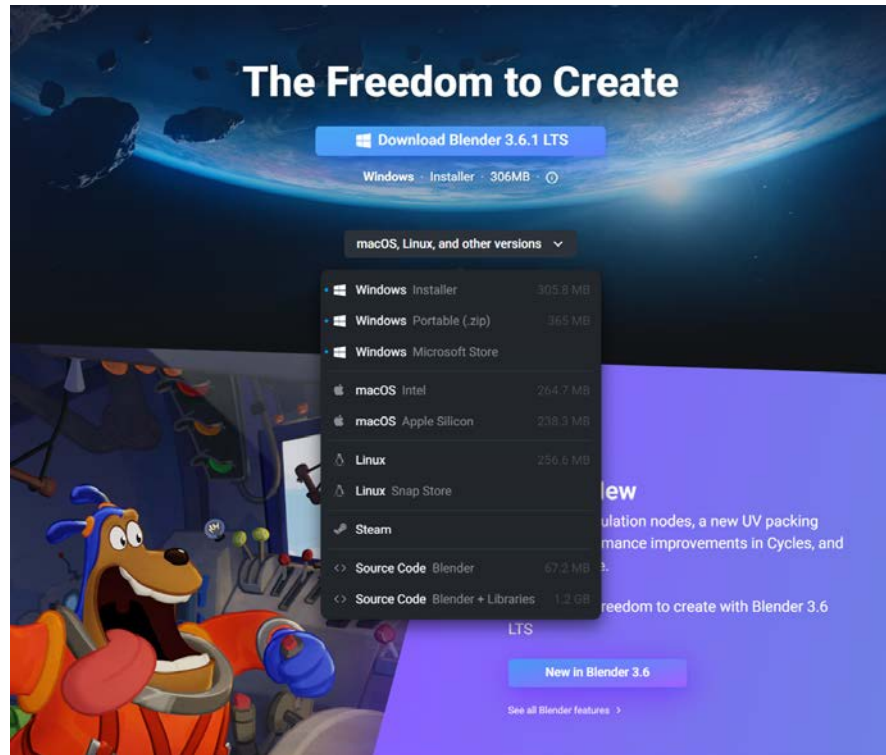 The Freedom to Create
Download Blender 3.6.1 LTS
Windows · Installer · 306MB ·
macOS, Linux, and other versions
Windows Installer 305.8 MB
Windows Portable (.zip) 365 MB
Windows Microsoft Store
macOS Intel 264.7 MB
macOS Apple Silicon 238.3 MB
Linux 256.6 MB
Linux Snap Store
Steam
Source Code Blender 67.2 MB
Source Code Blender + Libraries 1.2 GB
ulation nodes, a new UV packing
mance improvements in Cycles, and
reedom to create with Blender 3.6
LTS
New in Blender 3.6
See all Blender features